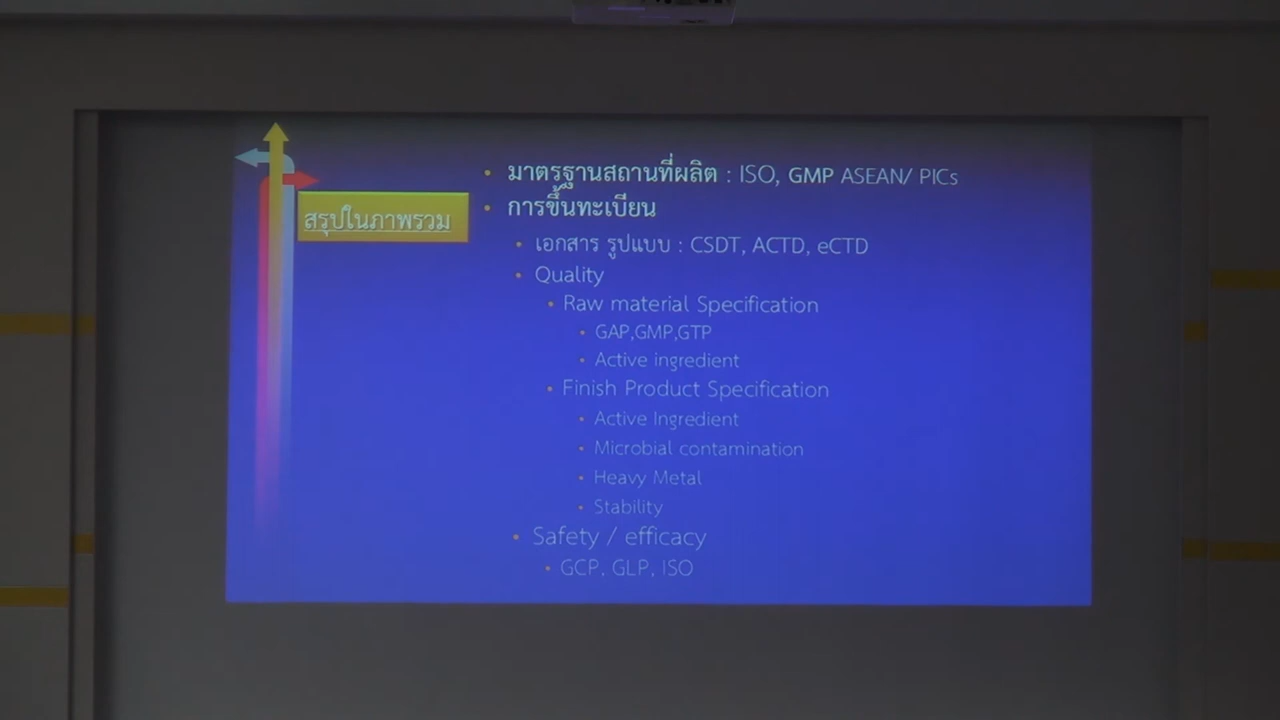 สรุปในภาพรวม
• มาตรฐานสถานที่ผลิต : ISO, GMP ASEAN/ PICs
• การขึ้นทะเบียน
• เอกสาร รูปแบบ : CSDT, ACTD, eCTD
• Quality
• Raw material Specification
• GAP,GMP,GTP
• Active ingredient
• Finish Product Specification
• Active Ingredient
• Microbial contamination
• Heavy Metal
• Stability
• Safety / efficacy
• GCP, GLP, ISO